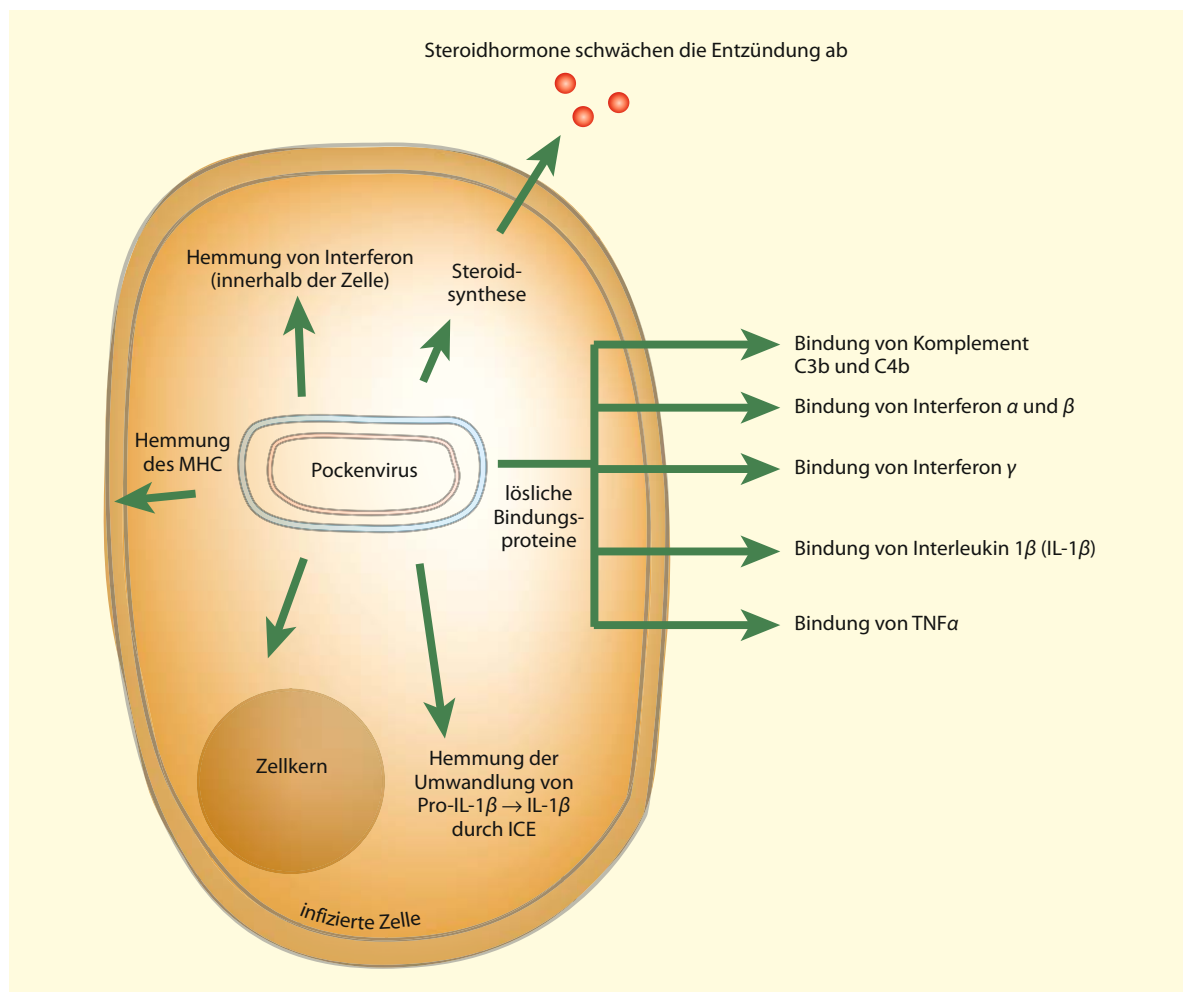 Steroidhormone schwächen die Entzündung ab
Hemmung von Interferon
(innerhalb der Zelle)
Steroid-
synthese
Bindung von Komplement
C3b und C4b
Bindung von Interferon α und β
Hemmung
des MHC
Pockenvirus
Bindung von Interferon γ
lösliche
Bindungs-
proteine
Bindung von Interleukin 1β (IL-1β)
Bindung von TNFα
Zellkern
Hemmung der
Umwandlung von
Pro-IL-1β → IL-1β
durch ICE
infizierte Zelle